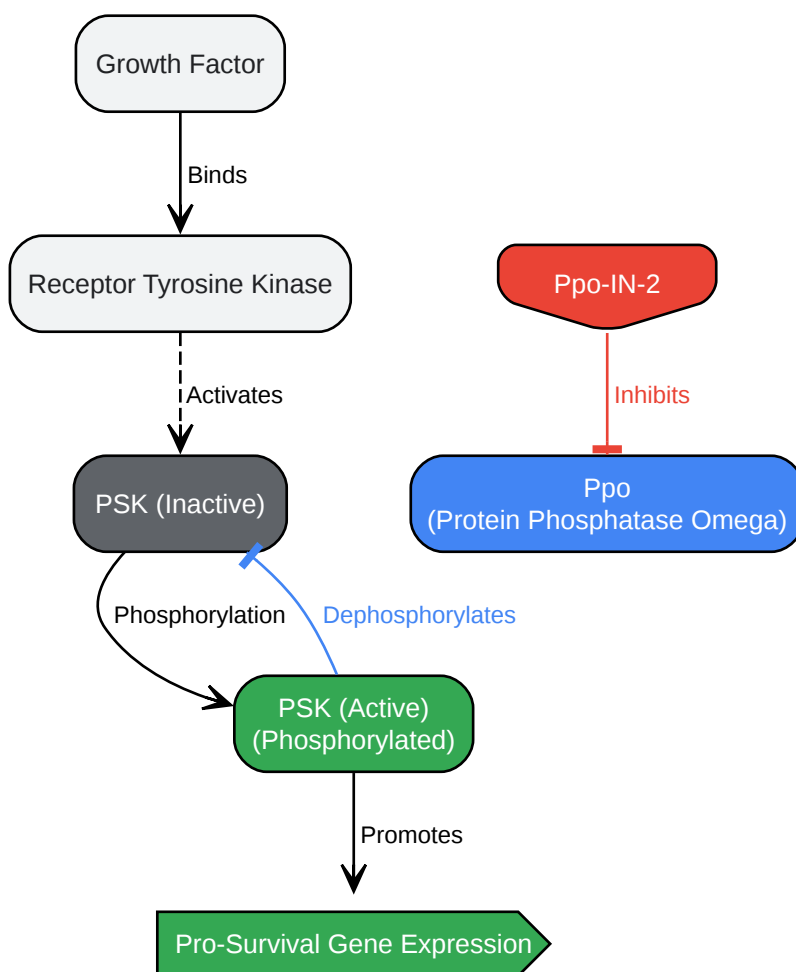 Growth Factor
Binds
Receptor Tyrosine Kinase
Ppo-IN-2
Activates
Inhibits
PSK (Inactive)
Ppo
(Protein Phosphatase Omega)
Phosphorylation
Dephosphorylates
PSK (Active)
(Phosphorylated)
Promotes
Pro-Survival Gene Expression